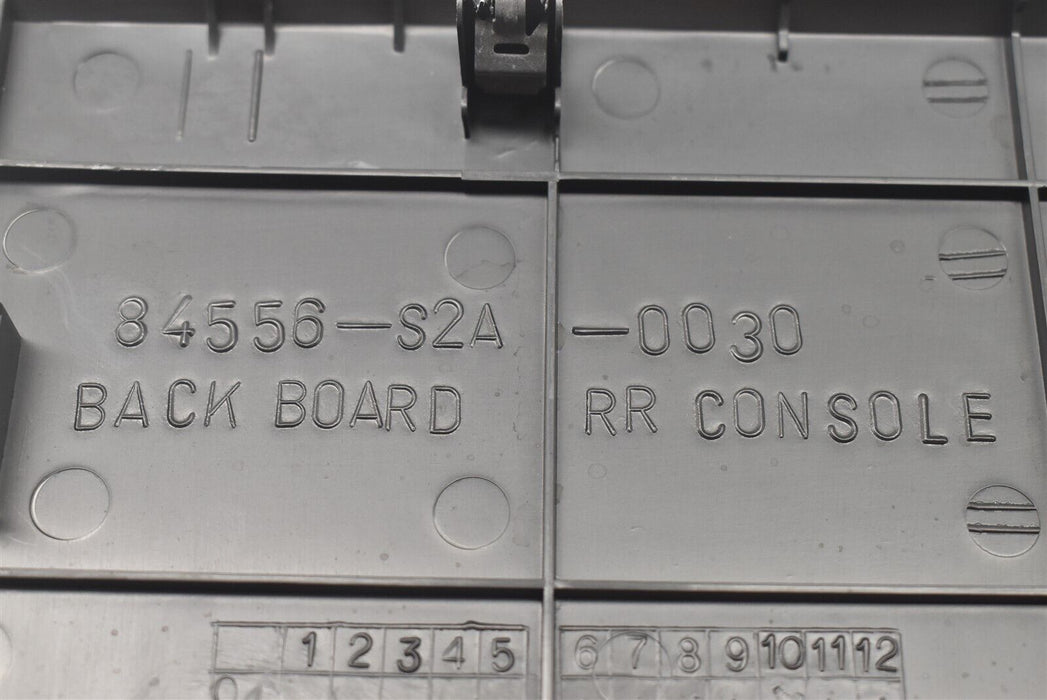 84556-S2A-0030
BACK BOARD RR CONSOLE
1 2 3 4 5 6 7 8 9 10 11 12